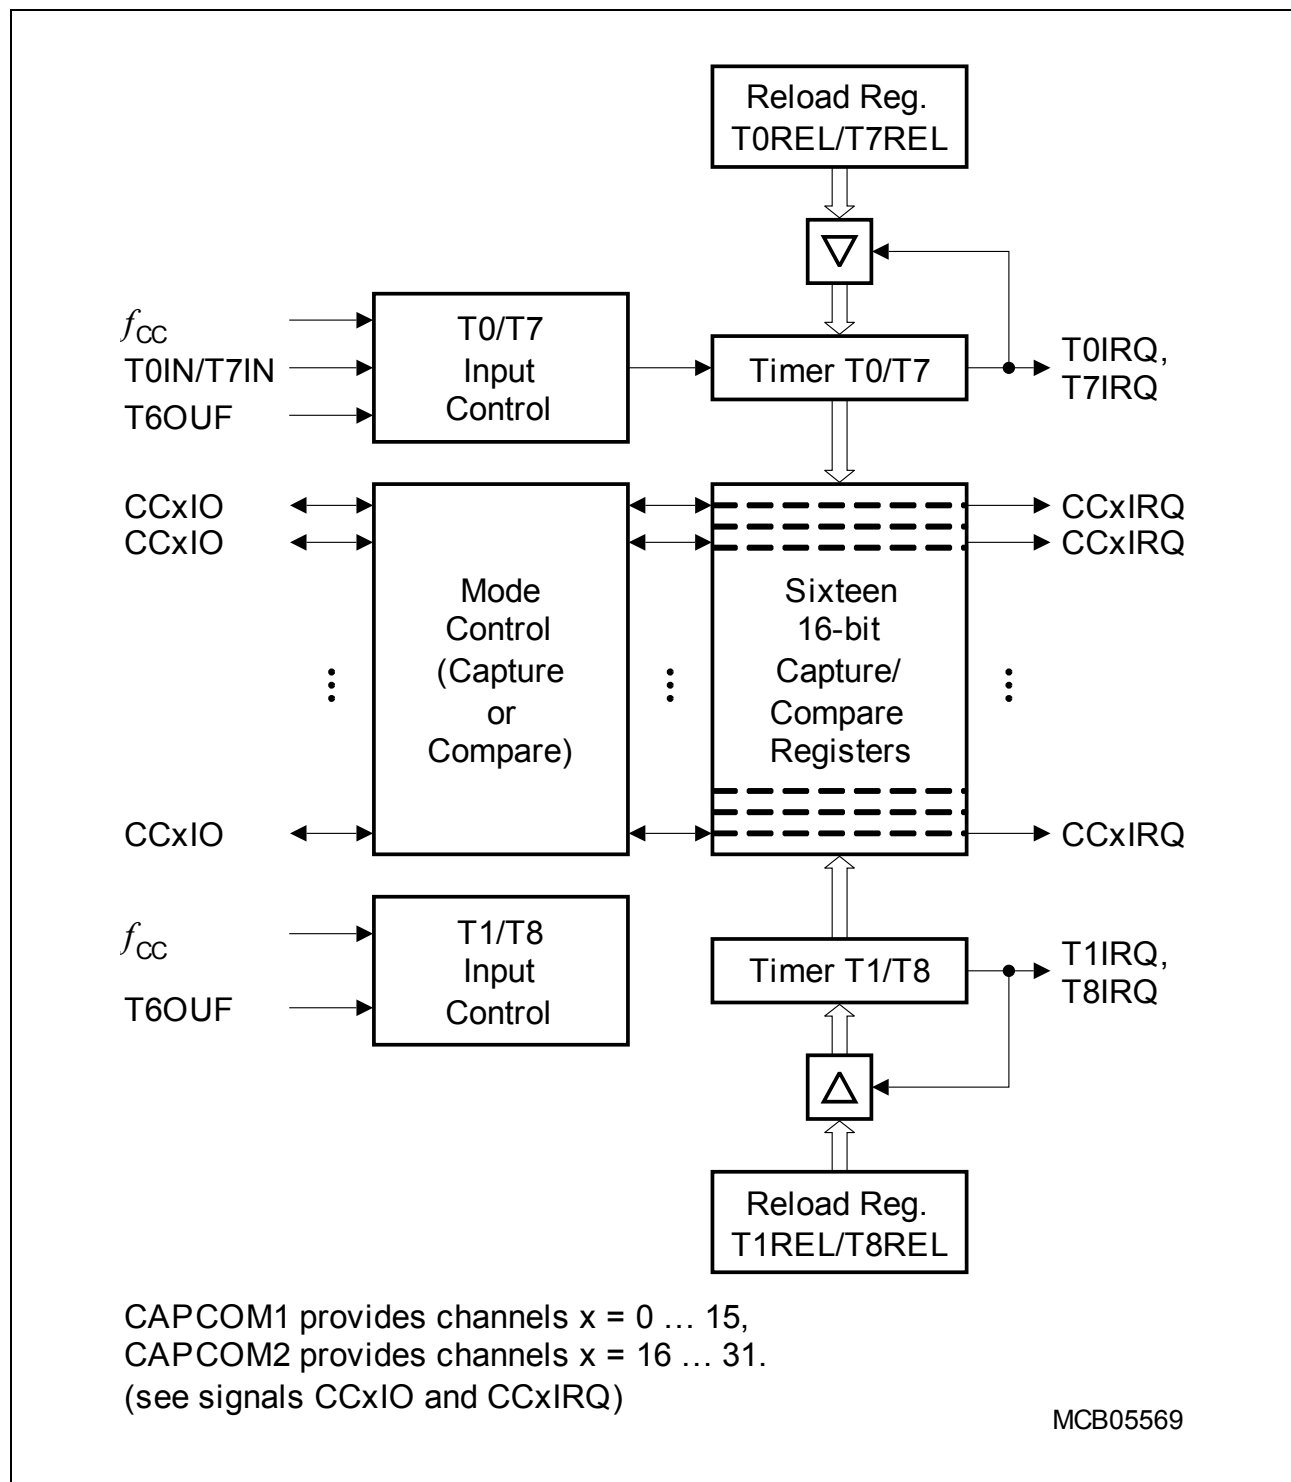 Reload Reg.
T0REL/T7REL
fCC
T0IN/T7IN
T6OUF
T0/T7
Input
Control
Timer T0/T7
T0IRQ,
T7IRQ
CCxIO
CCxIO
CCxIO
Mode
Control
(Capture
or
Compare)
Sixteen
16-bit
Capture/
Compare
Registers
CCxIRQ
CCxIRQ
CCxIRQ
fCC
T6OUF
T1/T8
Input
Control
Timer T1/T8
T1IRQ,
T8IRQ
Reload Reg.
T1REL/T8REL
CAPCOM1 provides channels x = 0 … 15,
CAPCOM2 provides channels x = 16 … 31.
(see signals CCxIO and CCxIRQ)
MCB05569